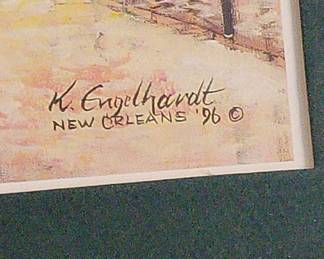 K. Engelhardt
NEW ORLEANS '96 ©